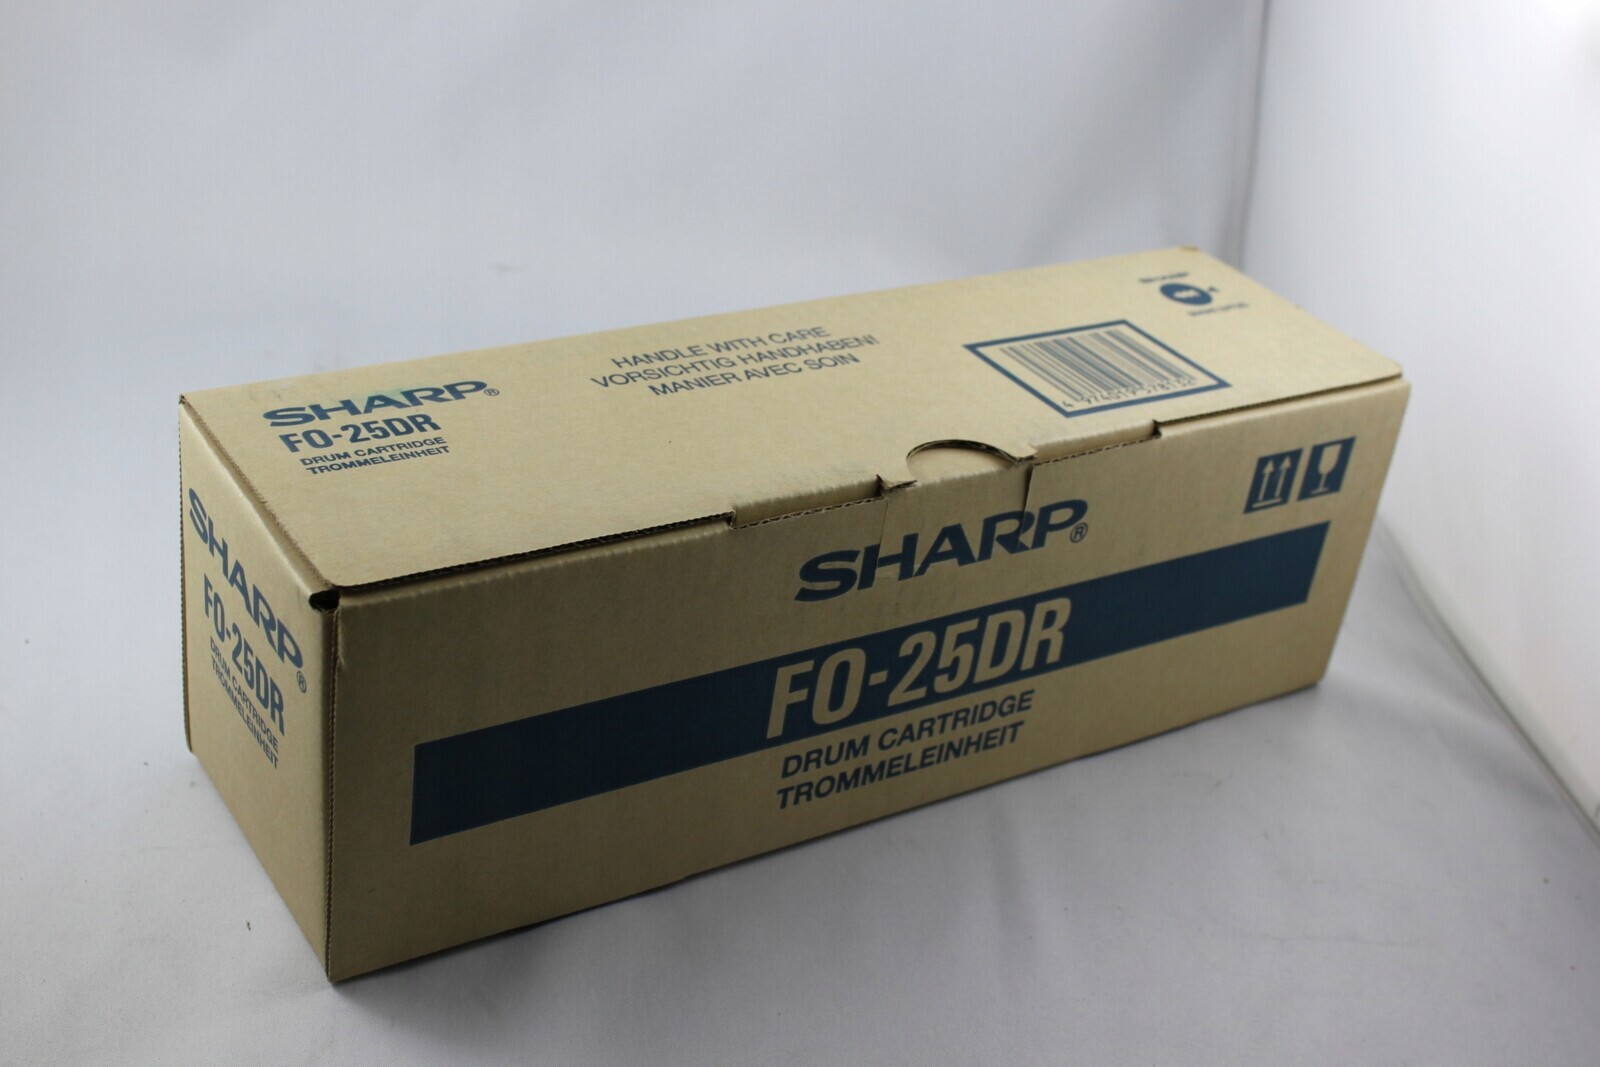 SHARP®
FO-25DR
DRUM CARTRIDGE
TROMMELEINHEIT
HANDLE WITH CARE
VORSICHTIG HANDHABEN!
MANIER AVEC SOIN
SHARP®
FO-25DR
DRUM CARTRIDGE
TROMMELEINHEIT
SHARP®
FO-25DR
DRUM CARTRIDGE
TROMMELEINHEIT